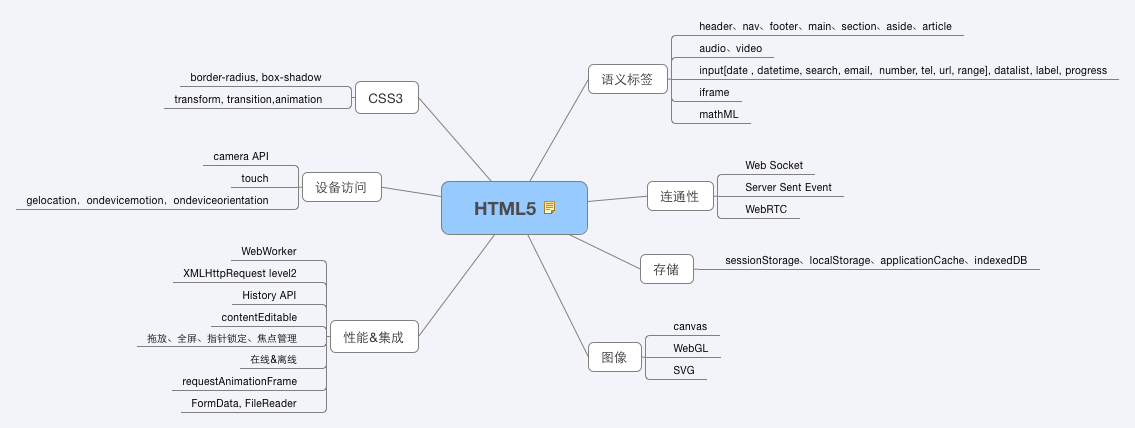 HTML5
语义标签
header、nav、footer、main、section、aside、article
audio、video
input[date , datetime, search, email,  number, tel, url, range], datalist, label, progress
iframe
mathML
连通性
Web Socket
Server Sent Event
WebRTC
存储
sessionStorage、localStorage、applicationCache、indexedDB
图像
canvas
WebGL
SVG
CSS3
border-radius, box-shadow
transform, transition,animation
设备访问
camera API
touch
gelocation，ondevicemotion，ondeviceorientation
性能&集成
WebWorker
XMLHttpRequest level2
History API
contentEditable
拖放、全屏、指针锁定、焦点管理
在线&离线
requestAnimationFrame
FormData, FileReader